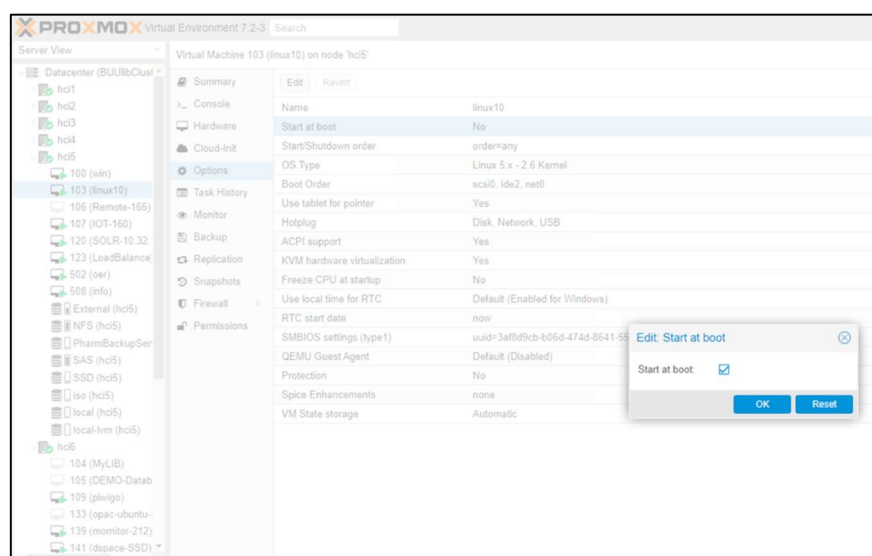 PROXMOX Virtual Environment 7.2-3 Search
Server View
Virtual Machine 103 (linux10) on node 'hci5'
Datacenter (BUUlibClust
hci1
hci2
hci3
hci4
hci5
100 (win)
103 (linux10)
106 (Remote-165)
107 (IOT-160)
120 (SOLR-10.32.
123 (LoadBalance
502 (oer)
508 (info)
External (hci5)
NFS (hci5)
PharmBackupSer
SAS (hci5)
SSD (hci5)
iso (hci5)
local (hci5)
local-lvm (hci5)
hci6
104 (MyLIB)
105 (DEMO-Datab
109 (piwigo)
133 (opac-ubuntu-
139 (mornitor-212)
141 (dspace-SSD)
Summary
Console
Hardware
Cloud-Init
Options
Task History
Monitor
Backup
Replication
Snapshots
Firewall
Permissions
Edit Revert
Name linux10
Start at boot No
Start/Shutdown order order=any
OS Type Linux 5.x - 2.6 Kernel
Boot Order scsi0, ide2, net0
Use tablet for pointer Yes
Hotplug Disk, Network, USB
ACPI support Yes
KVM hardware virtualization Yes
Freeze CPU at startup No
Use local time for RTC Default (Enabled for Windows)
RTC start date now
SMBIOS settings (type1) uuid=3af8d9cb-b06d-474d-8641-55
QEMU Guest Agent Default (Disabled)
Protection No
Spice Enhancements none
VM State storage Automatic
Edit: Start at boot
Start at boot:
OK Reset